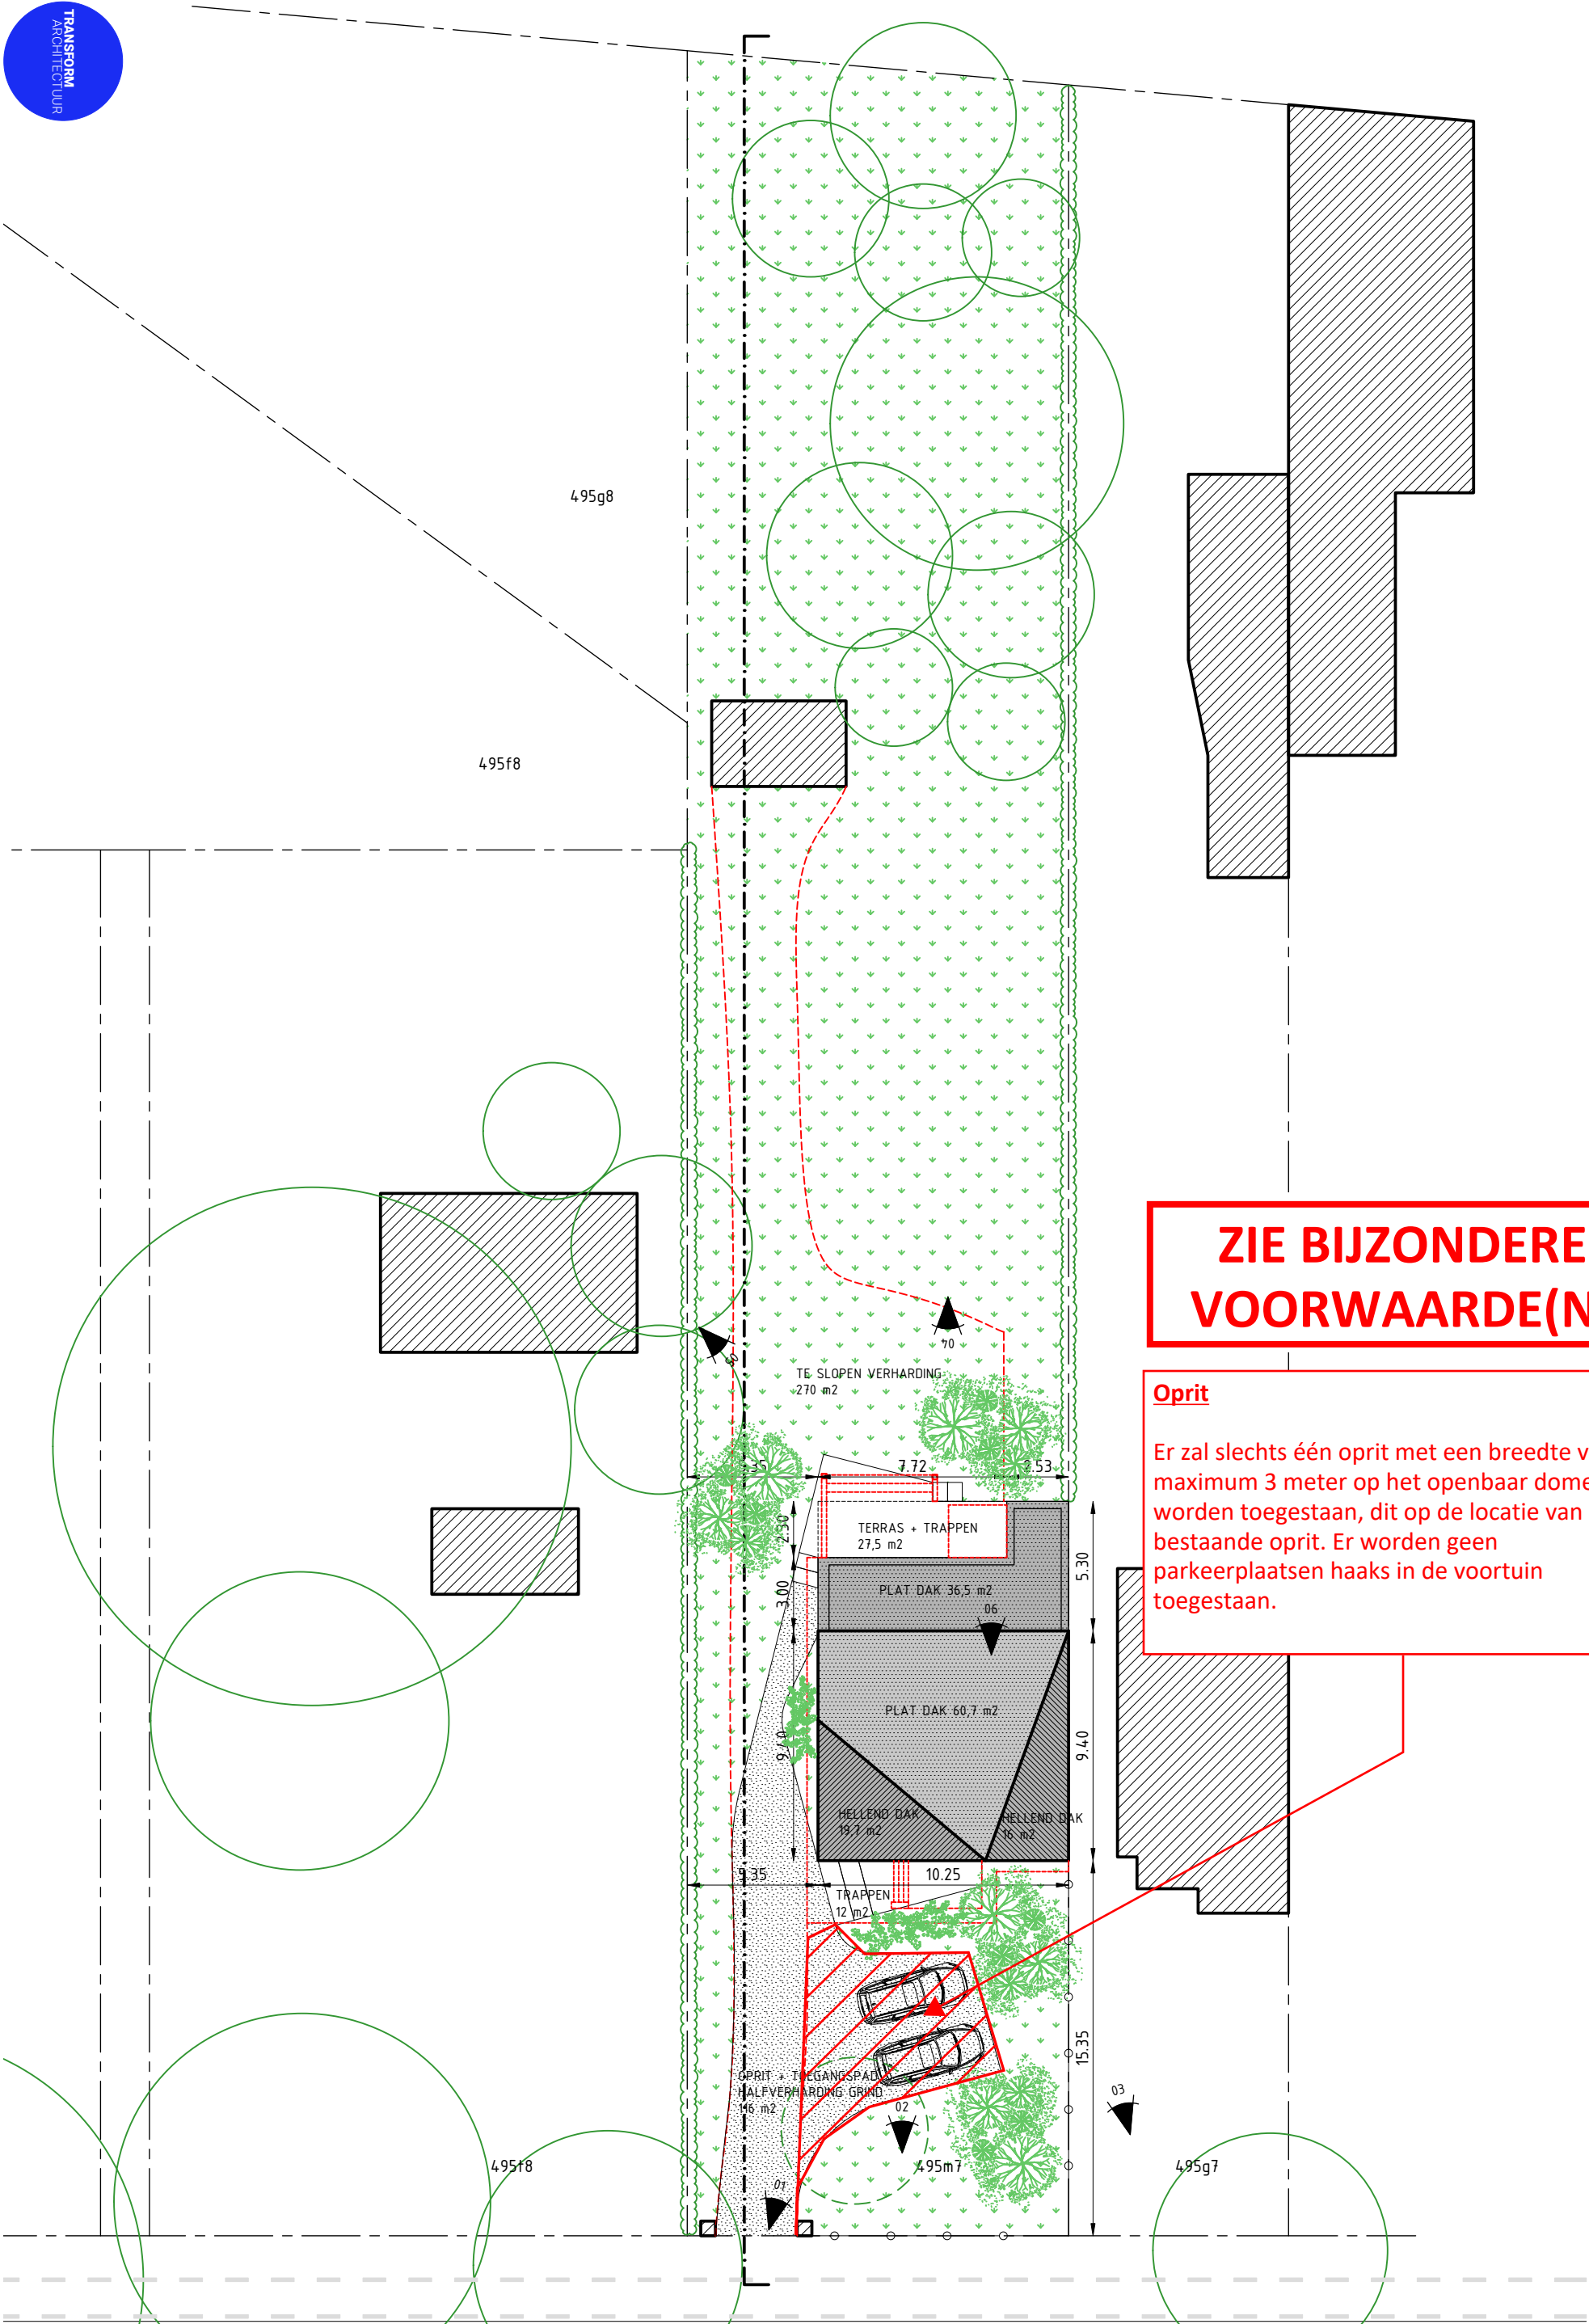 TRANSFORM
ARCHITECTUUR
495g8
495f8
ZIE BIJZONDERE
VOORWAARDE(N
Oprit
Er zal slechts één oprit met een breedte v
maximum 3 meter op het openbaar dome
worden toegestaan, dit op de locatie van
bestaande oprit. Er worden geen
parkeerplaatsen haaks in de voortuin
toegestaan.
04
TE SLOPEN VERHARDING
270 m2
7.72
2.53
2.30
TERRAS + TRAPPEN
27,5 m2
5.30
3.00
PLAT DAK 36,5 m2
06
PLAT DAK 60,7 m2
9.40
9.40
HELLEND DAK
19,7 m2
HELLEND DAK
16 m2
5.35
10.25
TRAPPEN
12 m2
15.35
OPRIT + TOEGANGSPAD
HALFVERHARDING GRIND
02
03
495f8
495m7
495g7
01